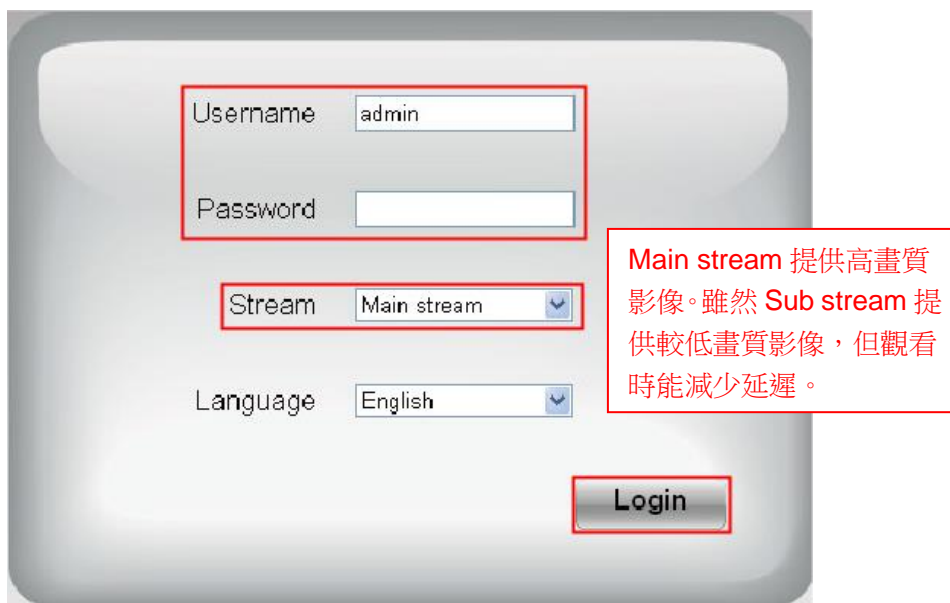 Username admin
Password
Stream Main stream
Language English
Login
Main stream 提供高畫質
影像。雖然 Sub stream 提
供較低畫質影像，但觀看
時能減少延遲。